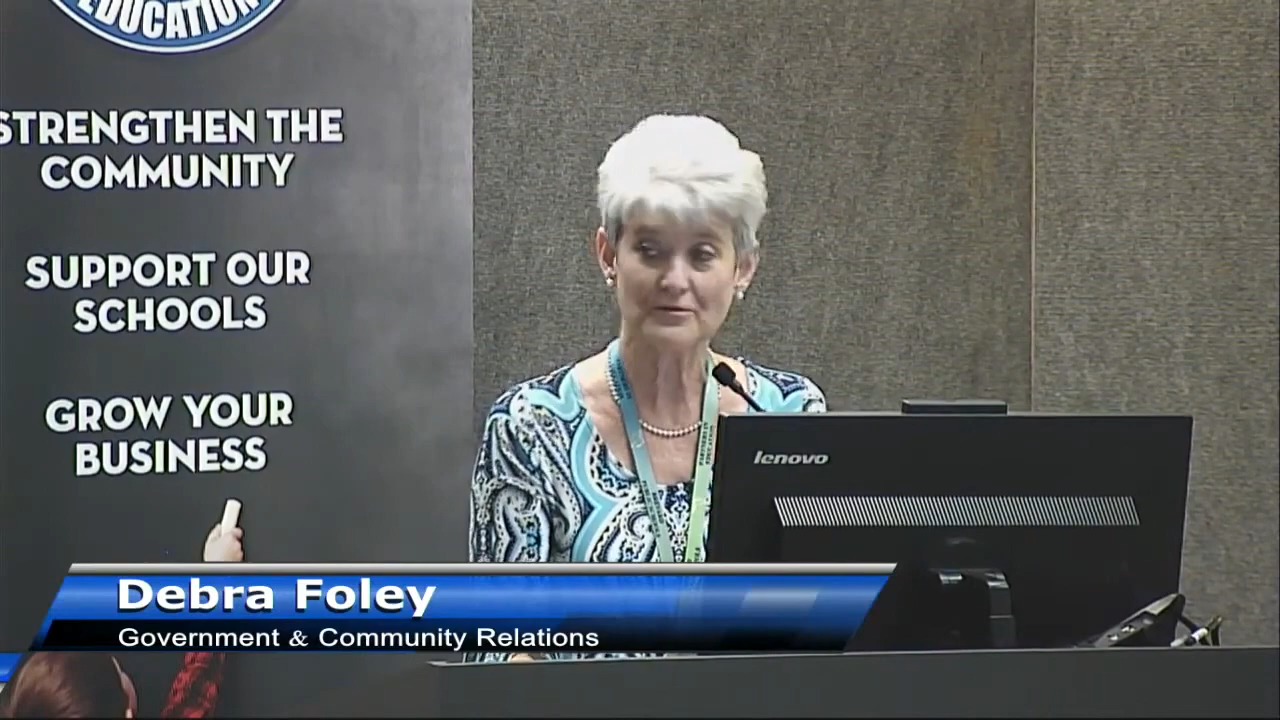 EDUCATION
STRENGTHEN THE
COMMUNITY
SUPPORT OUR
SCHOOLS
GROW YOUR
BUSINESS
lenovo
Debra Foley
Government & Community Relations